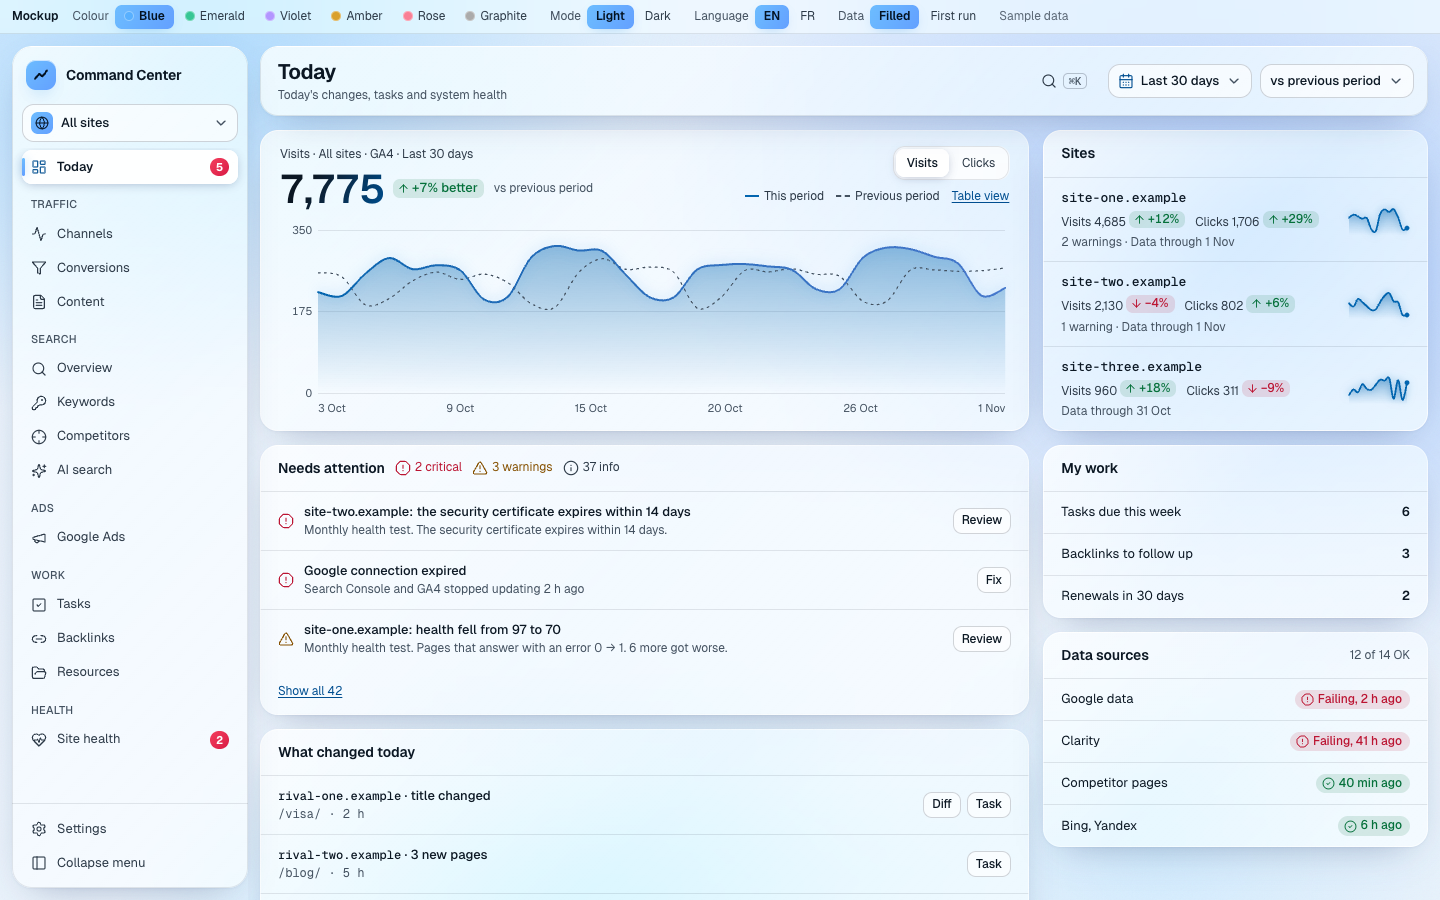 Mockup Colour Blue Emerald Violet Amber Rose Graphite Mode Light Dark Language EN FR Data Filled First run Sample data
Command Center
All sites
Today 5
TRAFFIC
Channels
Conversions
Content
SEARCH
Overview
Keywords
Competitors
AI search
ADS
Google Ads
WORK
Tasks
Backlinks
Resources
HEALTH
Site health 2
Settings
Collapse menu
Today
Today's changes, tasks and system health
⌘K Last 30 days vs previous period
Visits · All sites · GA4 · Last 30 days
Visits Clicks
7,775 ↑ +7% better vs previous period
This period Previous period Table view
350
175
0
3 Oct 9 Oct 15 Oct 20 Oct 26 Oct 1 Nov
Sites
site-one.example
Visits 4,685 ↑ +12% Clicks 1,706 ↑ +29%
2 warnings · Data through 1 Nov
site-two.example
Visits 2,130 ↓ −4% Clicks 802 ↑ +6%
1 warning · Data through 1 Nov
site-three.example
Visits 960 ↑ +18% Clicks 311 ↓ −9%
Data through 31 Oct
Needs attention 2 critical 3 warnings 37 info
site-two.example: the security certificate expires within 14 days
Monthly health test. The security certificate expires within 14 days.
Review
Google connection expired
Search Console and GA4 stopped updating 2 h ago
Fix
site-one.example: health fell from 97 to 70
Monthly health test. Pages that answer with an error 0 → 1. 6 more got worse.
Review
Show all 42
My work
Tasks due this week 6
Backlinks to follow up 3
Renewals in 30 days 2
Data sources 12 of 14 OK
Google data Failing, 2 h ago
Clarity Failing, 41 h ago
Competitor pages 40 min ago
Bing, Yandex 6 h ago
What changed today
rival-one.example · title changed
/visa/ · 2 h
Diff Task
rival-two.example · 3 new pages
/blog/ · 5 h
Task